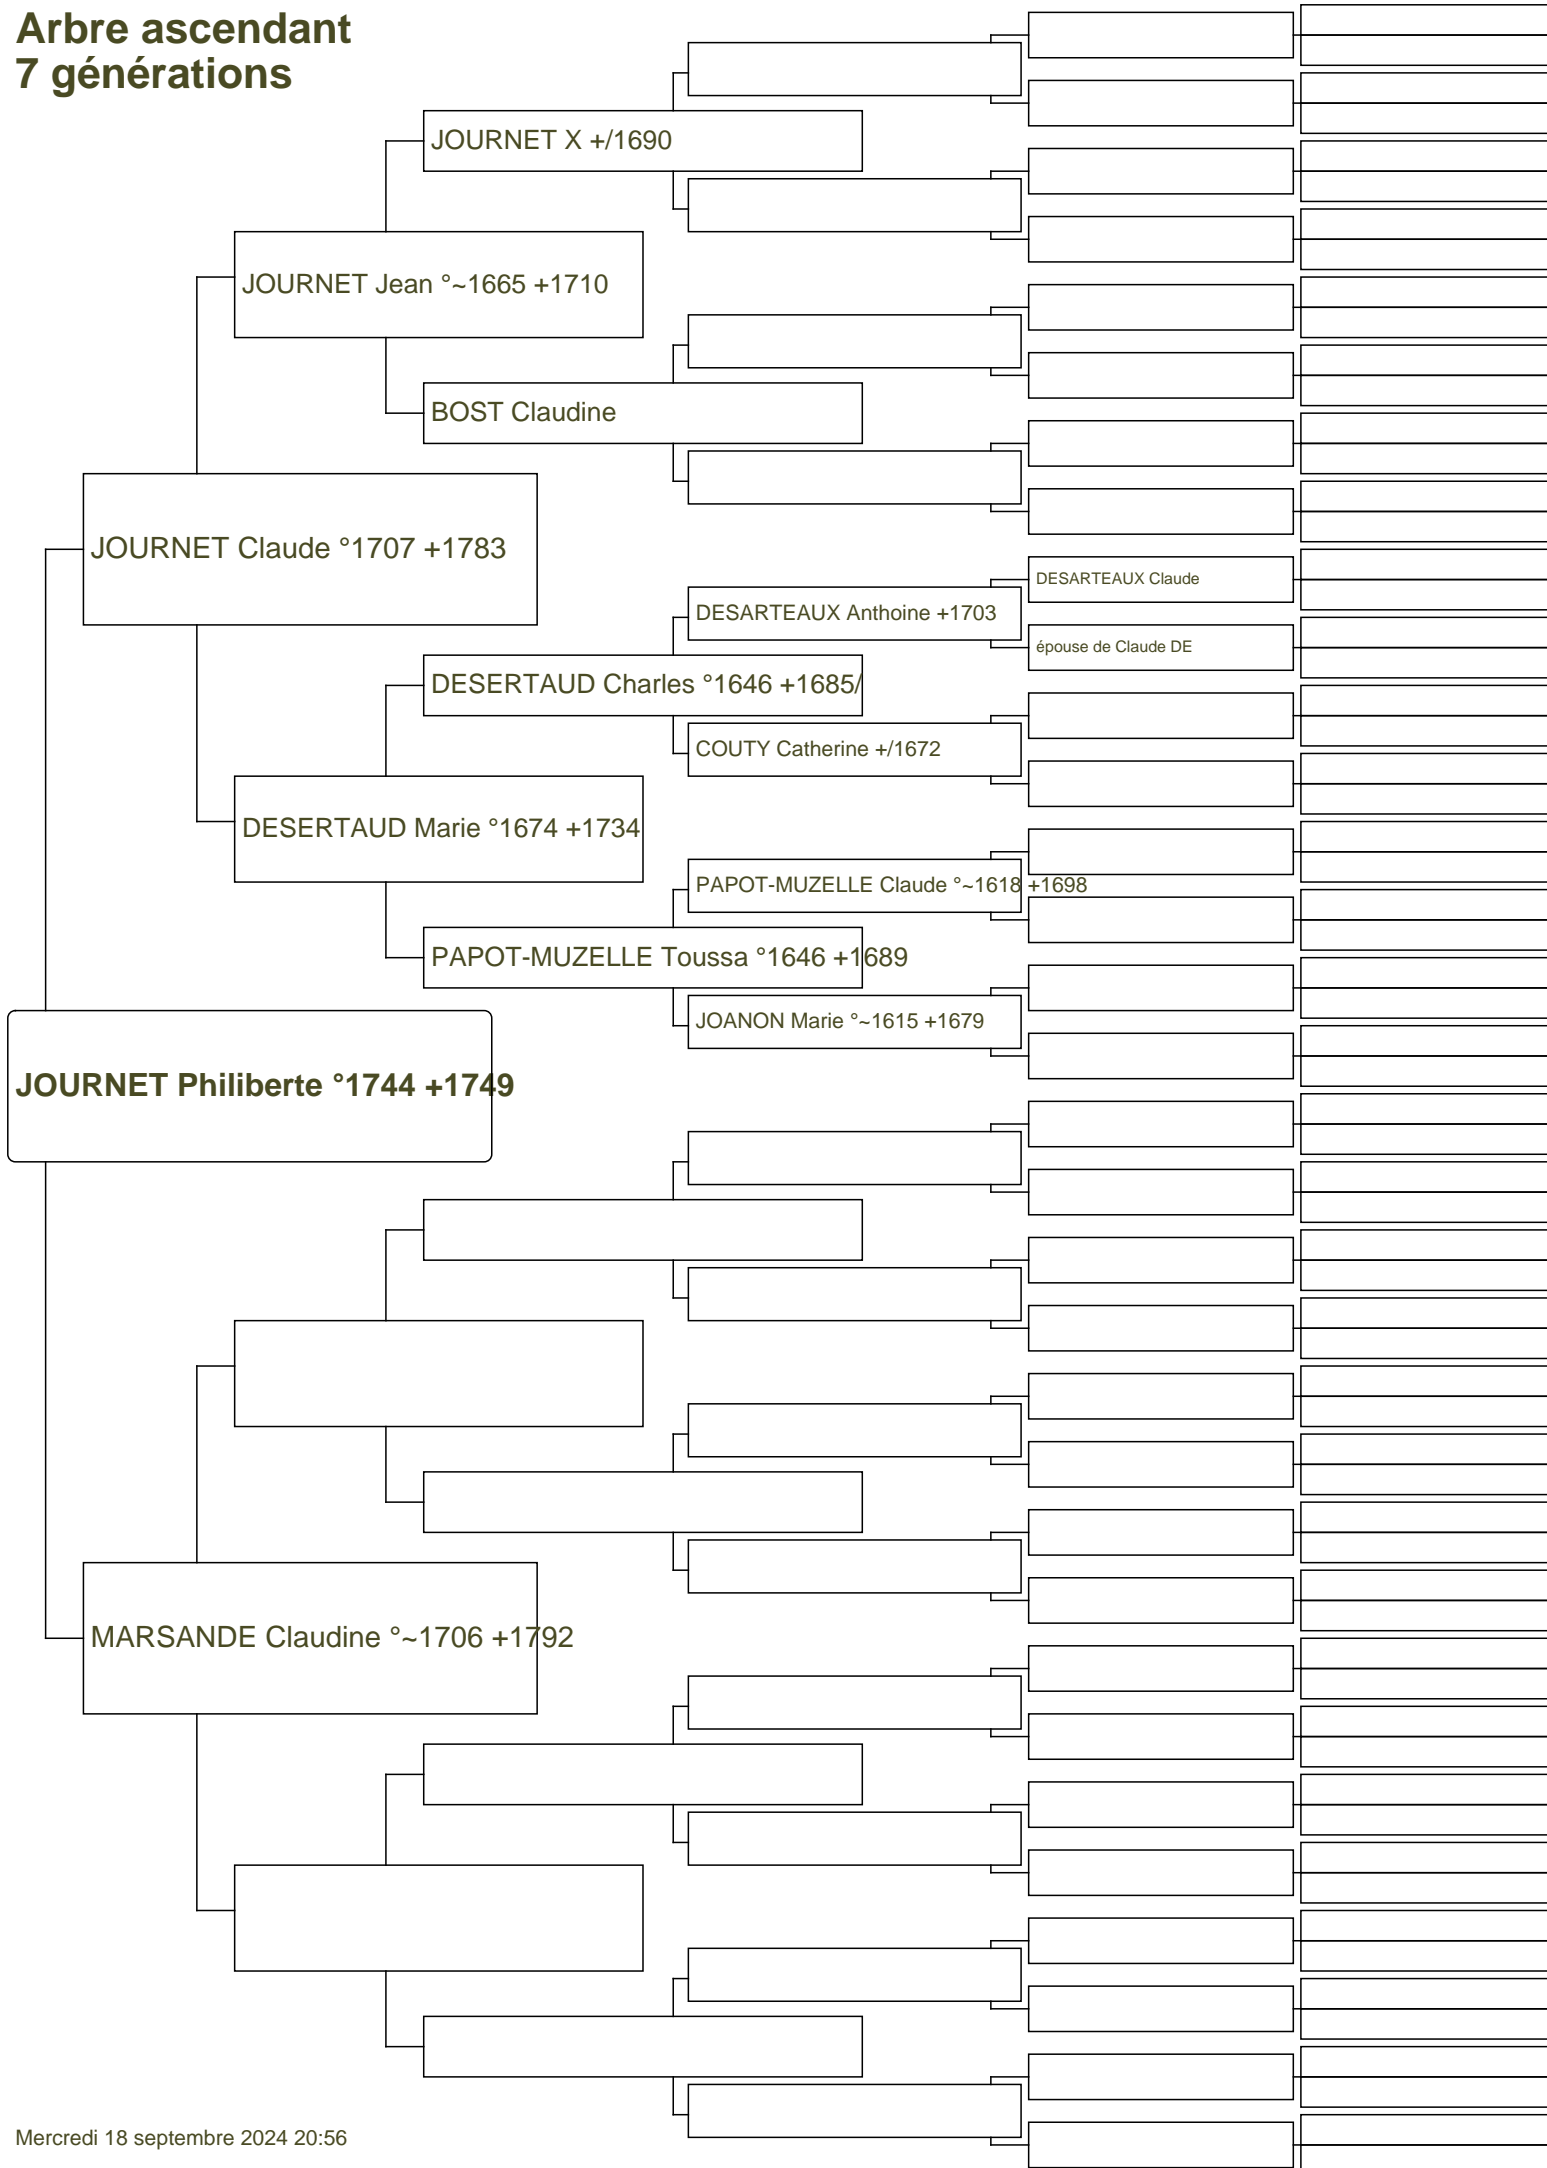 Arbre ascendant
7 générations
JOURNET X +/1690
JOURNET Jean °~1665 +1710
BOST Claudine
JOURNET Claude °1707 +1783
DESARTEAUX Claude
DESARTEAUX Anthoine +1703
épouse de Claude DE
DESERTAUD Charles °1646 +1685/
COUTY Catherine +/1672
DESERTAUD Marie °1674 +1734
PAPOT-MUZELLE Claude °~1618 +1698
PAPOT-MUZELLE Toussa °1646 +1689
JOANON Marie °~1615 +1679
JOURNET Philiberte °1744 +1749
MARSANDE Claudine °~1706 +1792
Mercredi 18 septembre 2024 20:56